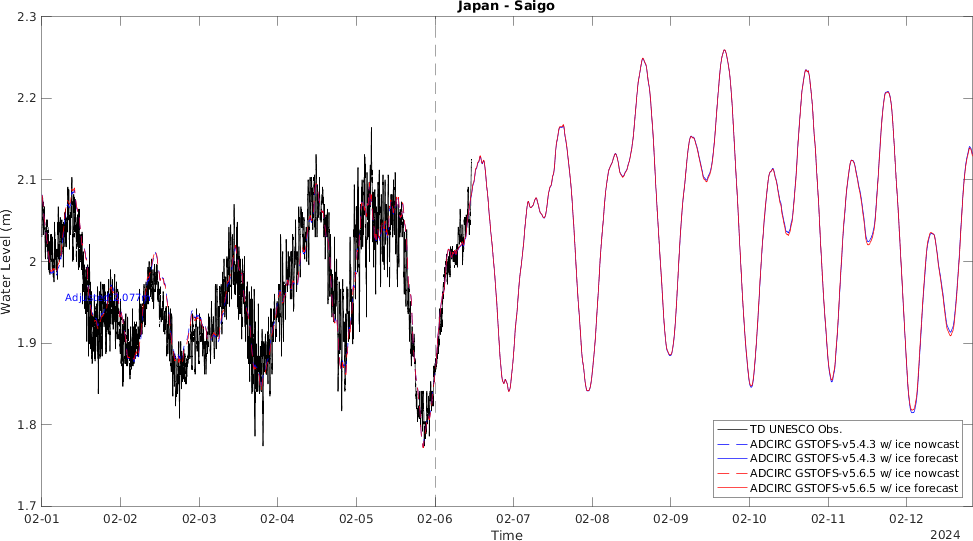 Japan - Saigo
Water Level (m)
2.3
2.2
2.1
2
1.9
1.8
1.7
TD UNESCO Obs.
ADCIRC GSTOFS-v5.4.3 w/ ice nowcast
ADCIRC GSTOFS-v5.4.3 w/ ice forecast
ADCIRC GSTOFS-v5.6.5 w/ ice nowcast
ADCIRC GSTOFS-v5.6.5 w/ ice forecast
02-01 02-02 02-03 02-04 02-05 02-06 02-07 02-08 02-09 02-10 02-11 02-12
Time
2024